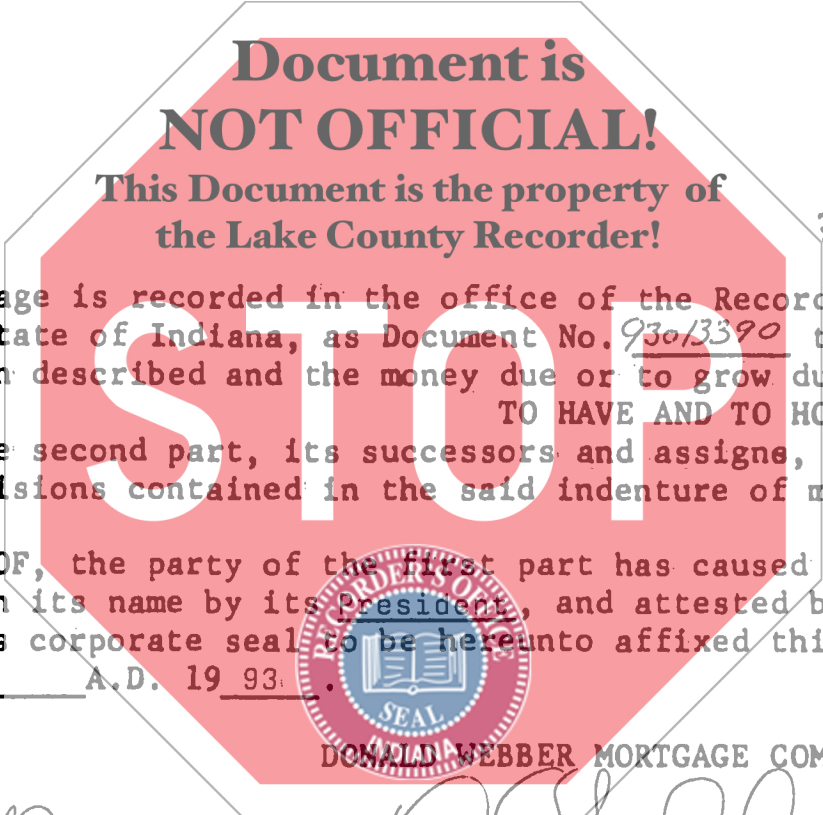 Document is
NOT OFFICIAL!
This Document is the property of
the Lake County Recorder!
STOP
age is recorded in the office of the Recor
tate of Indiana, as Document No. 93013390 t
n described and the money due or to grow du
TO HAVE AND TO HO
e second part, its successors and assigns,
isions contained in the said indenture of m
OF, the party of the first part has caused
n its name by its President, and attested b
s corporate seal to be hereunto affixed thi
A.D. 19 93.
RECORDER'S OFFICE
SEAL
INDIANA
DONALD WEBBER MORTGAGE COM